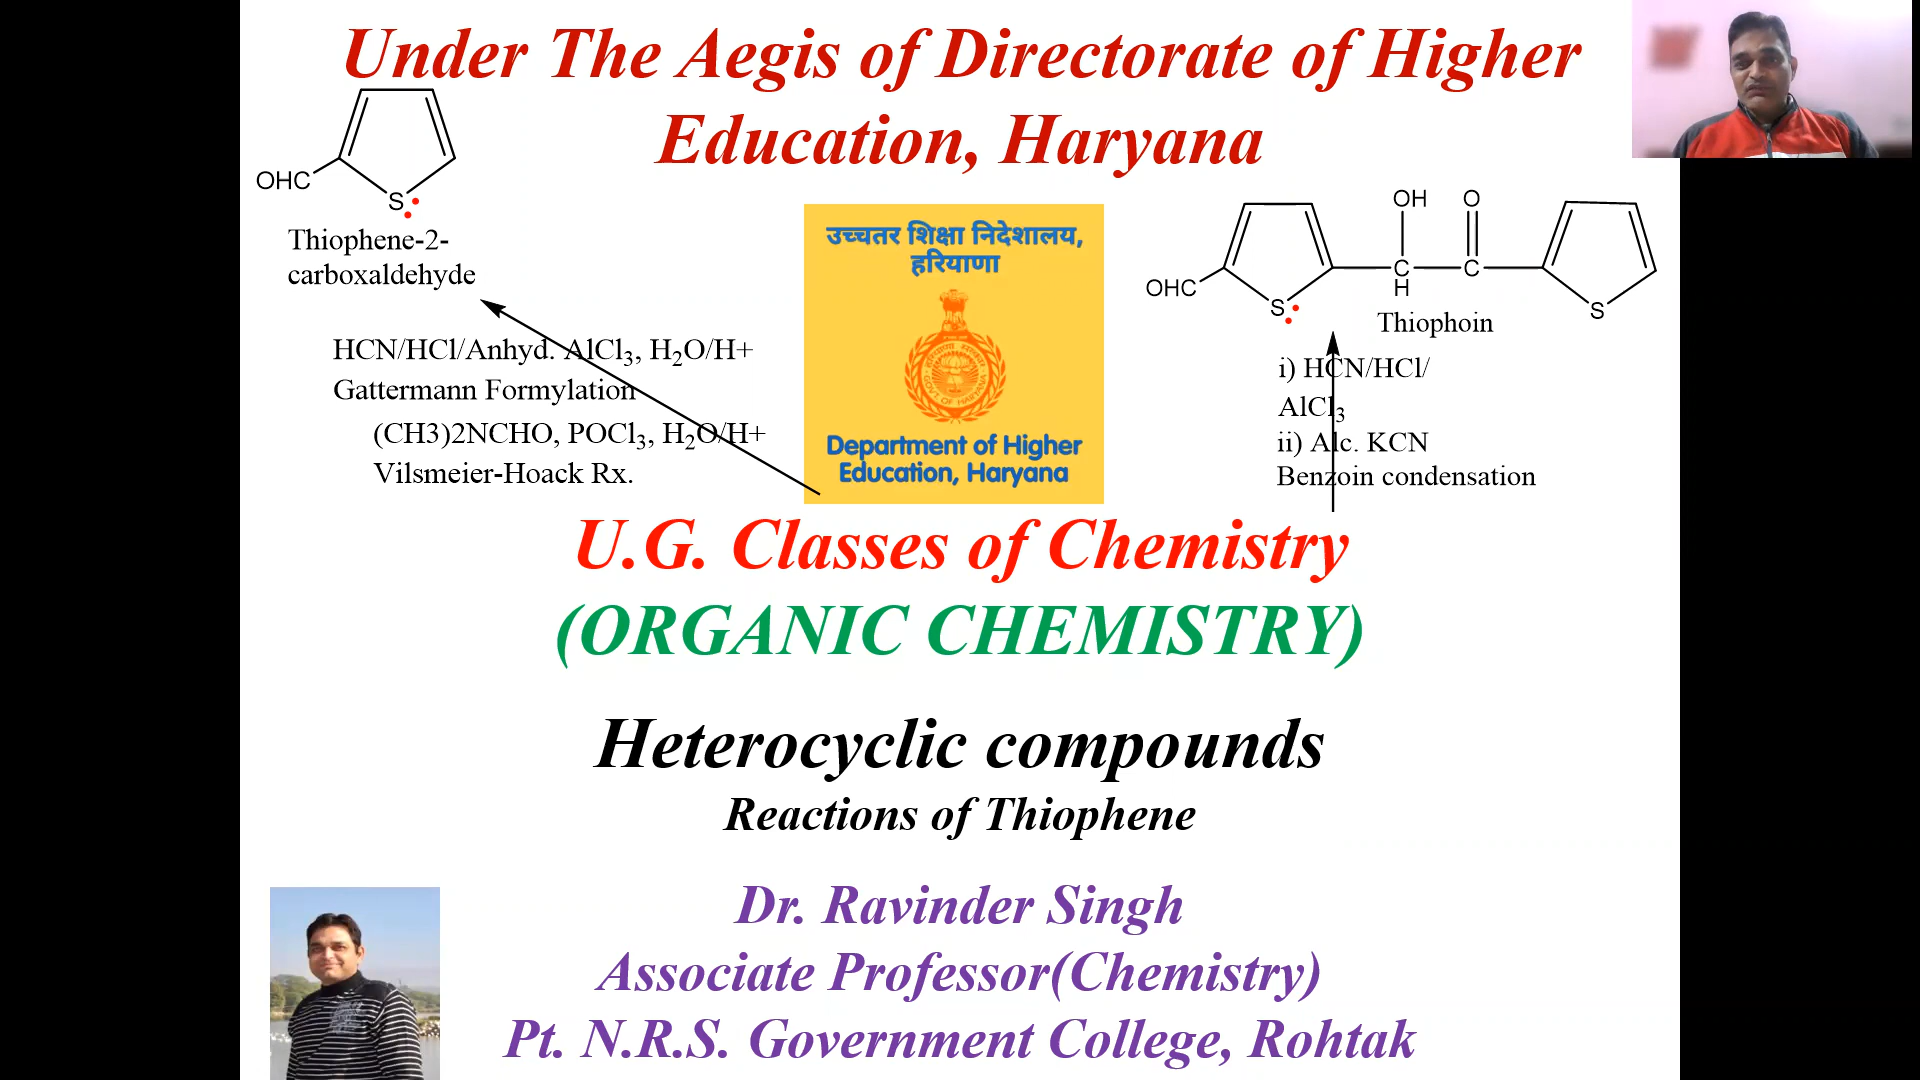 Under The Aegis of Directorate of Higher
Education, Haryana
OHC
S
Thiophene-2-
carboxaldehyde
HCN/HCl/Anhyd. AlCl₃, H₂O/H+
Gattermann Formylation
(CH3)2NCHO, POCl₃, H₂O/H+
Vilsmeier-Hoack Rx.
उच्चतर शिक्षा निदेशालय,
हरियाणा
GOVT. OF HARYANA
Department of Higher
Education, Haryana
OH
O
OHC
S
C
H
C
S
Thiophoin
i) HCN/HCl/
AlCl₃
ii) Alc. KCN
Benzoin condensation
U.G. Classes of Chemistry
(ORGANIC CHEMISTRY)
Heterocyclic compounds
Reactions of Thiophene
Dr. Ravinder Singh
Associate Professor(Chemistry)
Pt. N.R.S. Government College, Rohtak